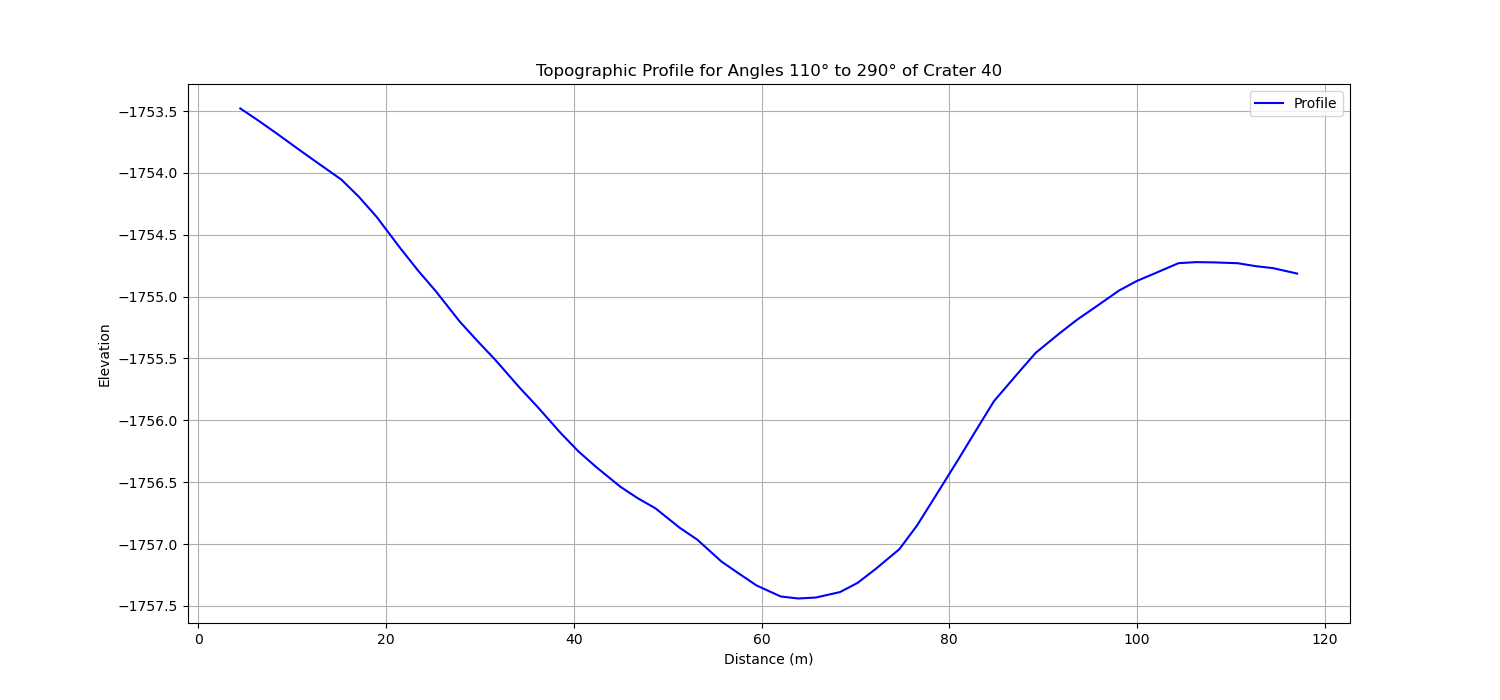 Topographic Profile for Angles 110° to 290° of Crater 40
Profile
Elevation
−1753.5
−1754.0
−1754.5
−1755.0
−1755.5
−1756.0
−1756.5
−1757.0
−1757.5
0 20 40 60 80 100 120
Distance (m)